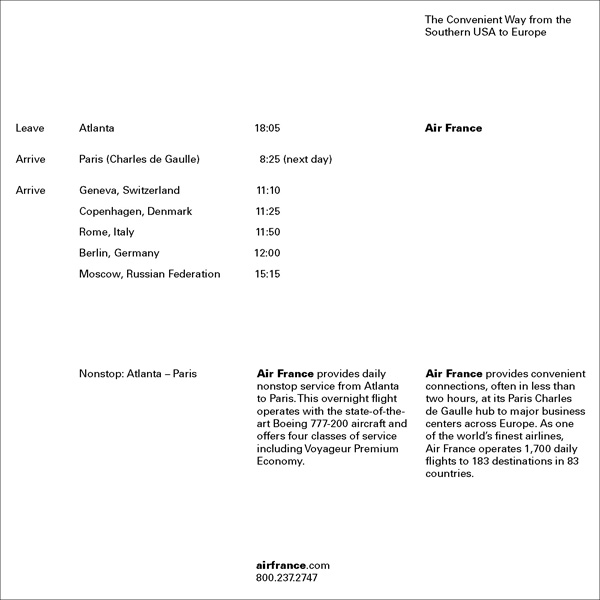 The Convenient Way from the
Southern USA to Europe
Leave Atlanta 18:05 Air France
Arrive Paris (Charles de Gaulle) 8:25 (next day)
Arrive Geneva, Switzerland 11:10
Copenhagen, Denmark 11:25
Rome, Italy 11:50
Berlin, Germany 12:00
Moscow, Russian Federation 15:15
Nonstop: Atlanta – Paris
Air France provides daily
nonstop service from Atlanta
to Paris. This overnight flight
operates with the state-of-the-
art Boeing 777-200 aircraft and
offers four classes of service
including Voyageur Premium
Economy.
Air France provides convenient
connections, often in less than
two hours, at its Paris Charles
de Gaulle hub to major business
centers across Europe. As one
of the world's finest airlines,
Air France operates 1,700 daily
flights to 183 destinations in 83
countries.
airfrance.com
800.237.2747